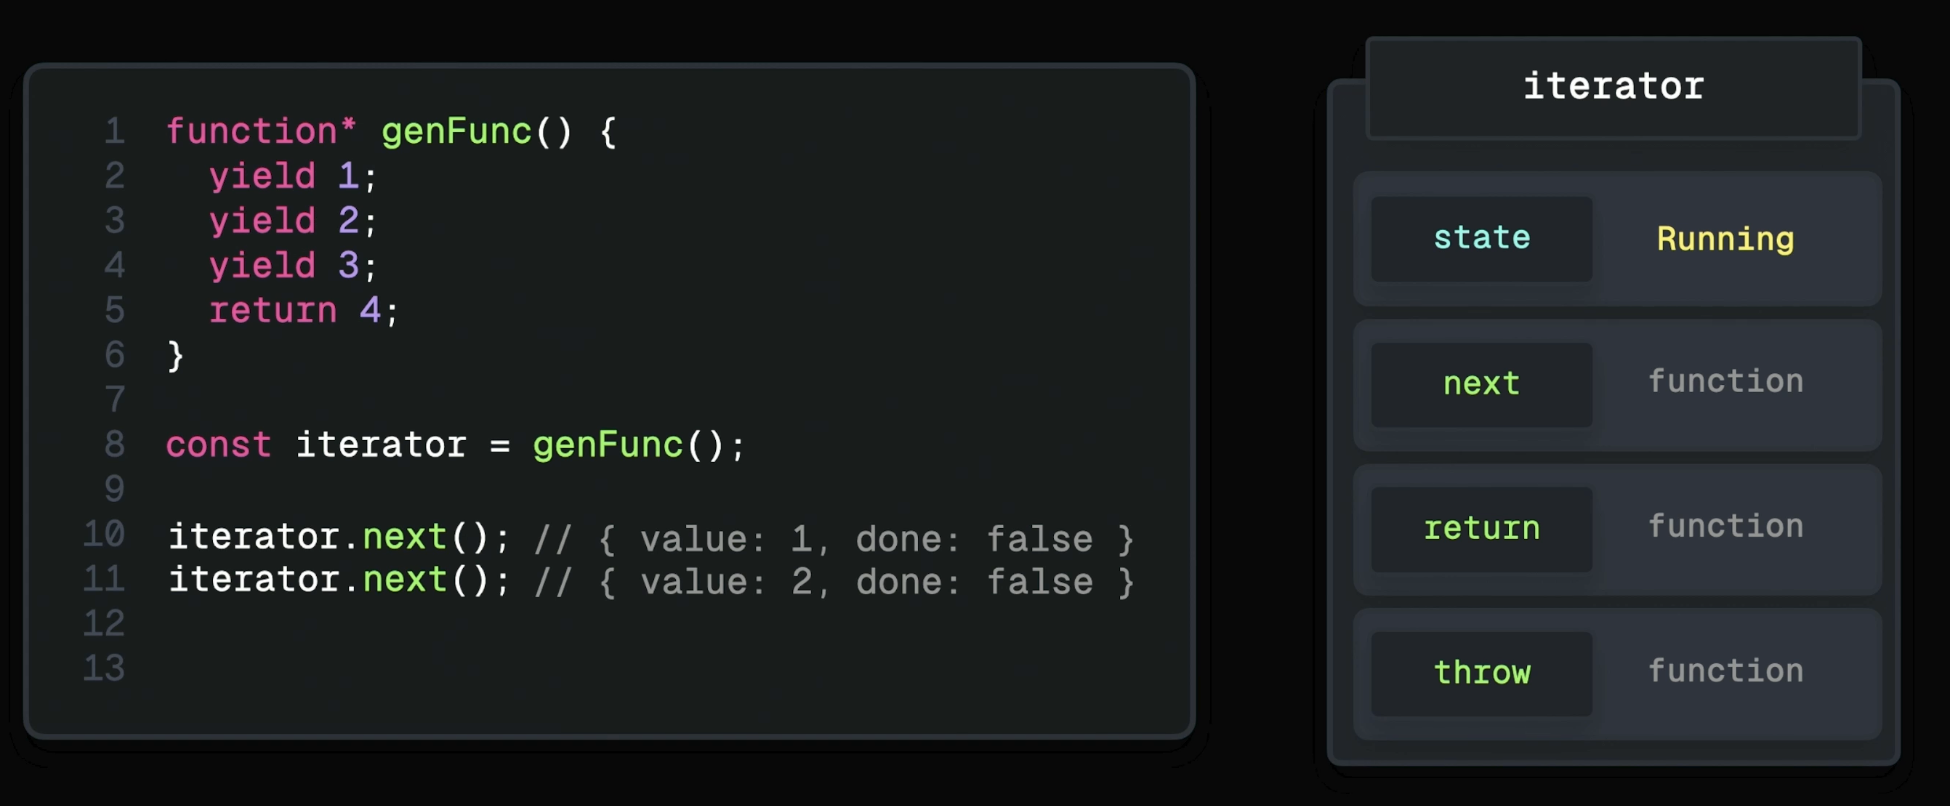 1 function* genFunc() {
2   yield 1;
3   yield 2;
4   yield 3;
5   return 4;
6 }
7
8 const iterator = genFunc();
9
10 iterator.next(); // { value: 1, done: false }
11 iterator.next(); // { value: 2, done: false }
12
13
iterator
state Running
next function
return function
throw function